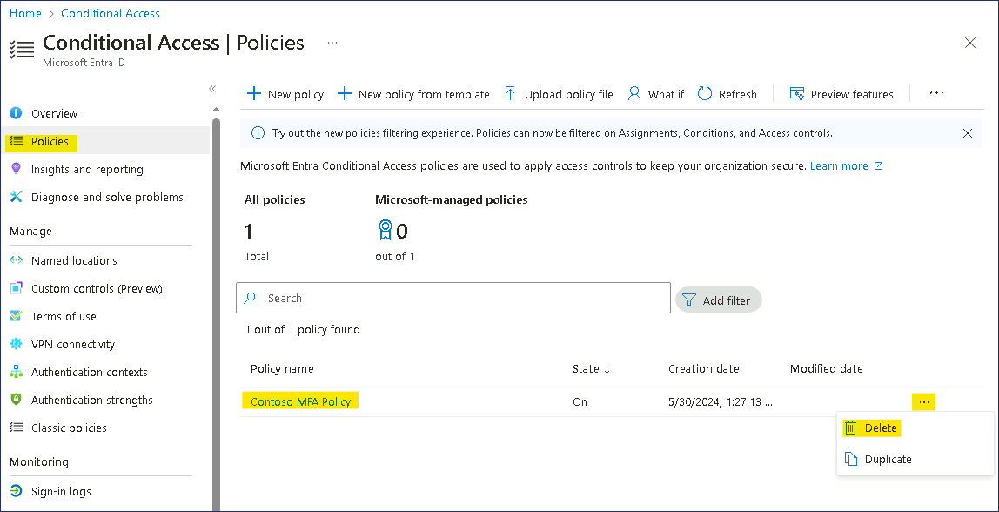 Home > Conditional Access
Conditional Access | Policies ...
Microsoft Entra ID
«
Overview
Policies
Insights and reporting
Diagnose and solve problems
Manage
Named locations
Custom controls (Preview)
Terms of use
VPN connectivity
Authentication contexts
Authentication strengths
Classic policies
Monitoring
Sign-in logs
New policy New policy from template Upload policy file What if Refresh Preview features ...
Try out the new policies filtering experience. Policies can now be filtered on Assignments, Conditions, and Access controls.
Microsoft Entra Conditional Access policies are used to apply access controls to keep your organization secure. Learn more
All policies Microsoft-managed policies
1 0
Total out of 1
Search Add filter
1 out of 1 policy found
Policy name State ↓ Creation date Modified date
Contoso MFA Policy On 5/30/2024, 1:27:13 ... ...
Delete
Duplicate